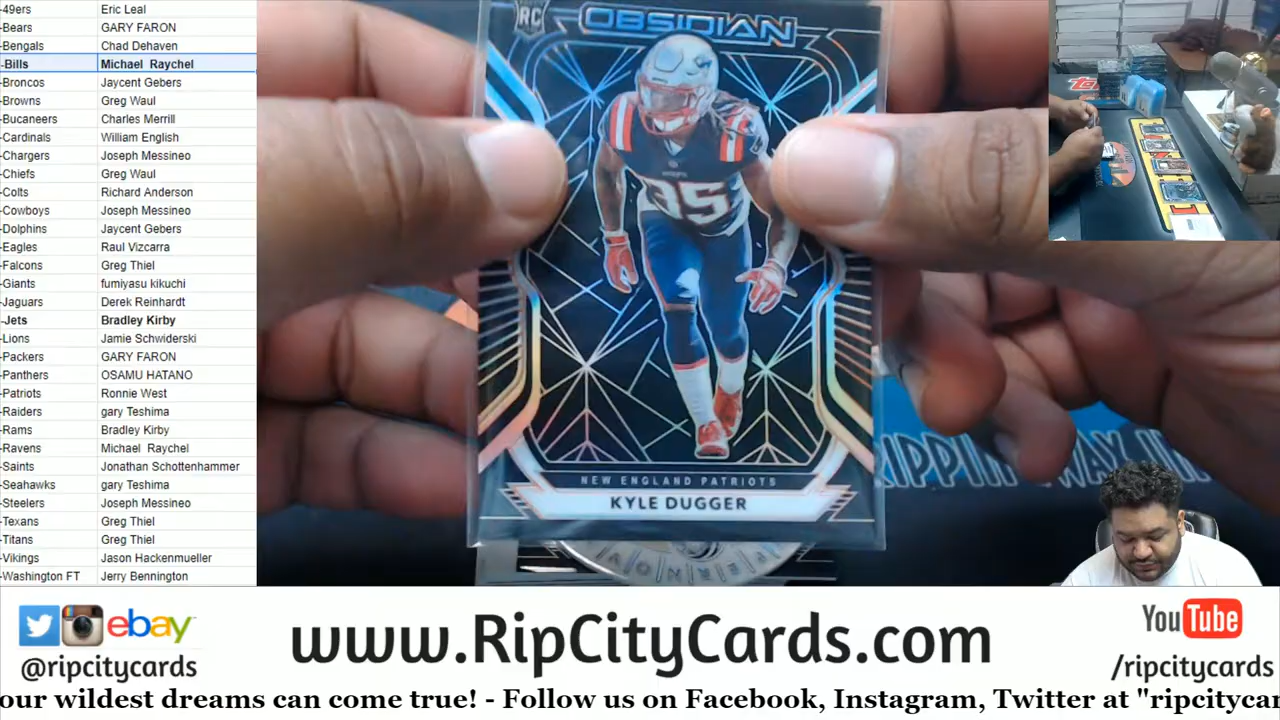 -49ers Eric Leal
-Bears GARY FARON
-Bengals Chad Dehaven
-Bills Michael Raychel
-Broncos Jaycent Gebers
-Browns Greg Waul
-Bucaneers Charles Merrill
-Cardinals William English
-Chargers Joseph Messineo
-Chiefs Greg Waul
-Colts Richard Anderson
-Cowboys Joseph Messineo
-Dolphins Jaycent Gebers
-Eagles Raul Vizcarra
-Falcons Greg Thiel
-Giants fumiyasu kikuchi
-Jaguars Derek Reinhardt
-Jets Bradley Kirby
-Lions Jamie Schwiderski
-Packers GARY FARON
-Panthers OSAMU HATANO
-Patriots Ronnie West
-Raiders gary Teshima
-Rams Bradley Kirby
-Ravens Michael Raychel
-Saints Jonathan Schottenhammer
-Seahawks gary Teshima
-Steelers Joseph Messineo
-Texans Greg Thiel
-Titans Greg Thiel
-Vikings Jason Hackenmueller
-Washington FT Jerry Bennington
RC
OBSIDIAN
35
NEW ENGLAND PATRIOTS
KYLE DUGGER
ebay
@ripcitycards
www.RipCityCards.com
YouTube
/ripcitycards
our wildest dreams can come true! - Follow us on Facebook, Instagram, Twitter at "ripcitycar